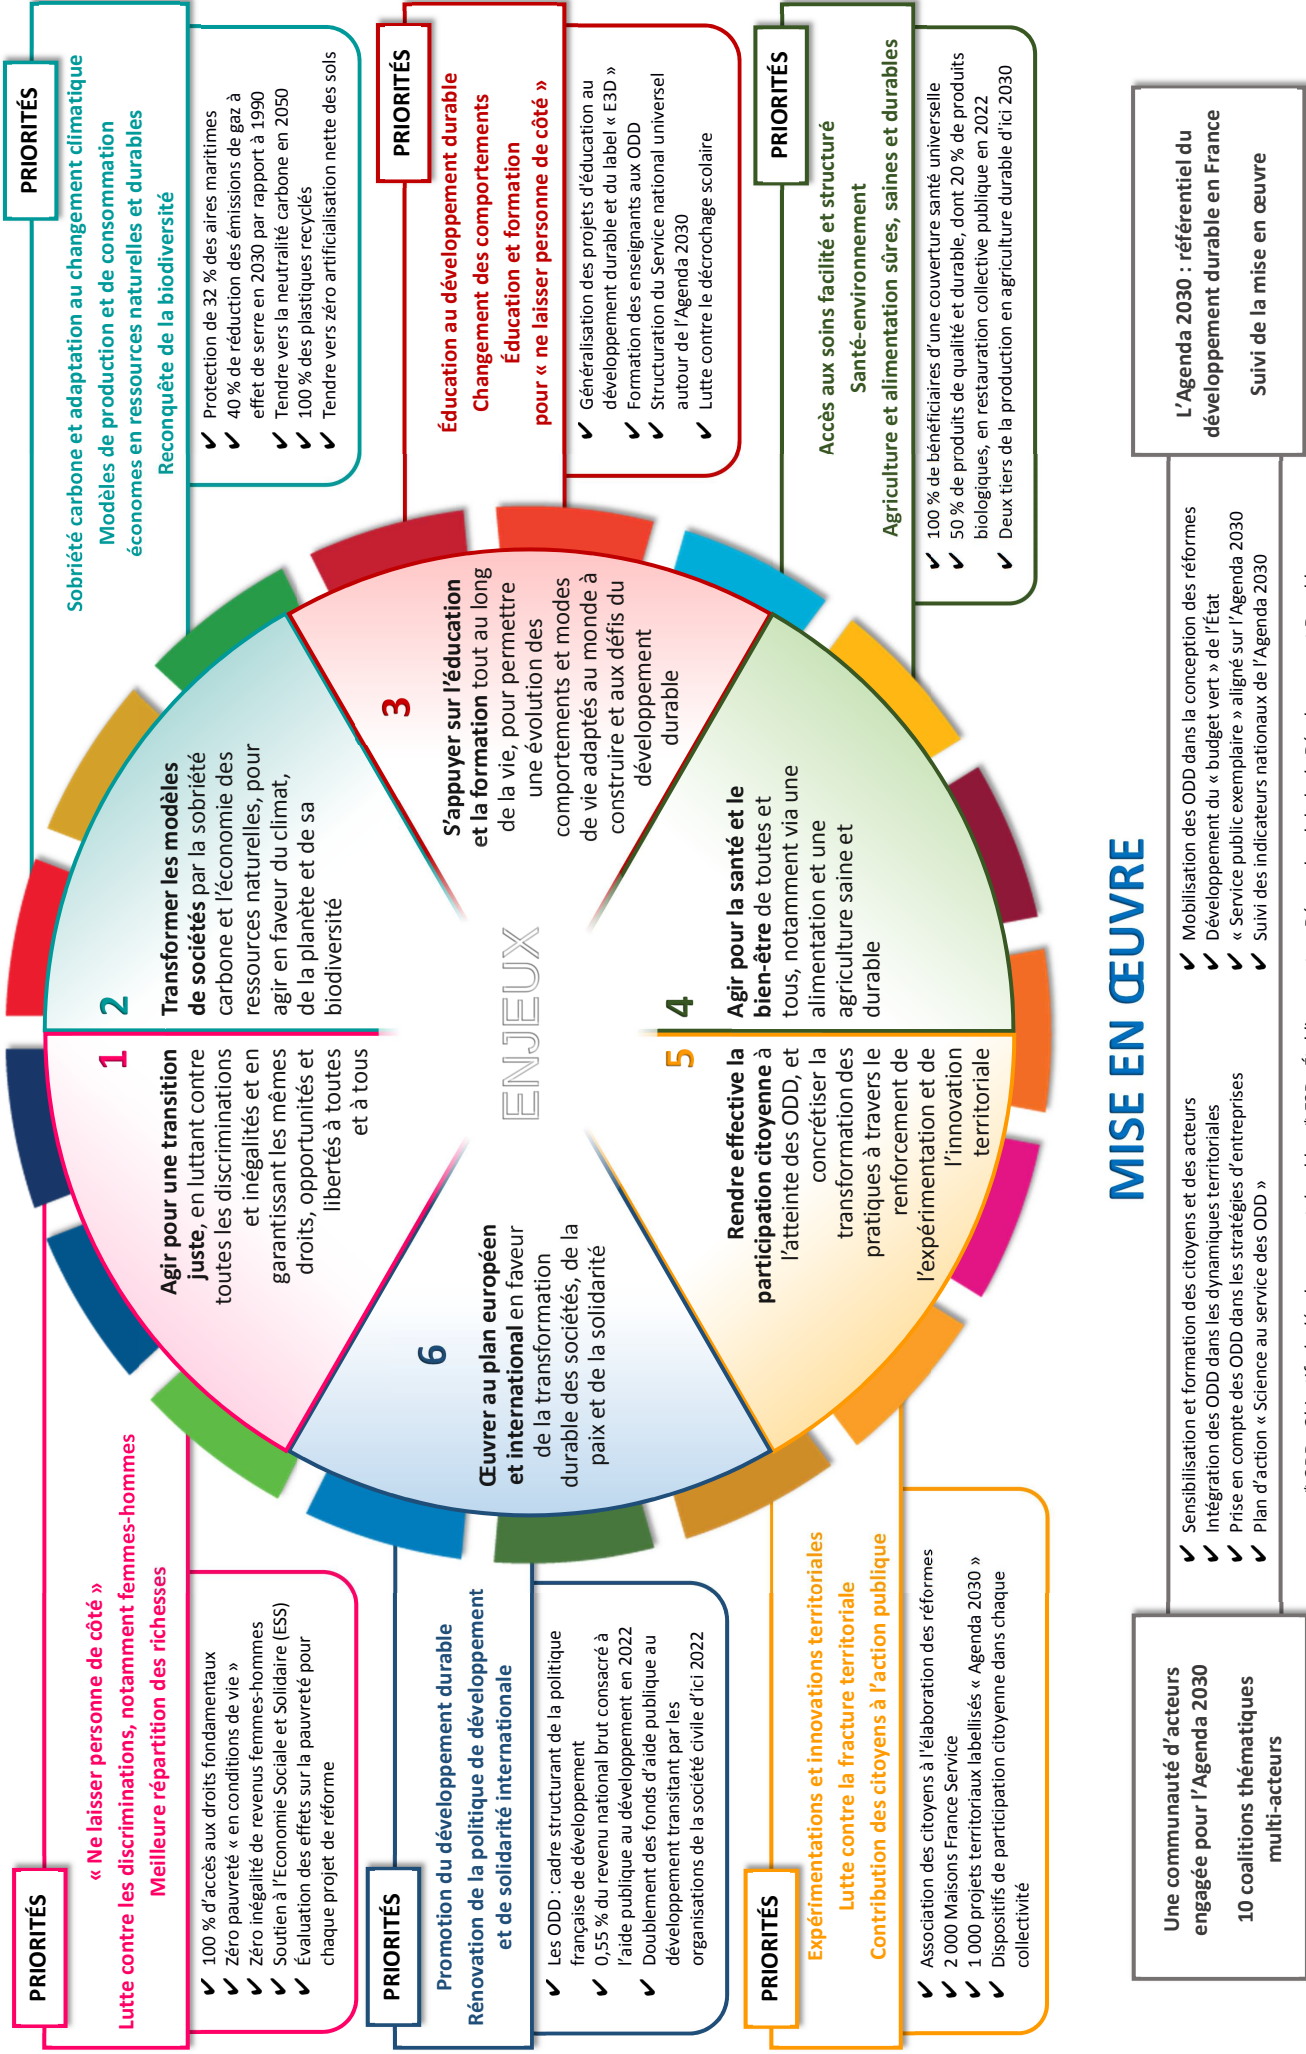 PRIORITÉS
« Ne laisser personne de côté »
Lutte contre les discriminations, notamment femmes-hommes
Meilleure répartition des richesses
✔ 100 % d’accès aux droits fondamentaux
✔ Zéro pauvreté « en conditions de vie »
✔ Zéro inégalité de revenus femmes-hommes
✔ Soutien à l’Economie Sociale et Solidaire (ESS)
✔ Évaluation des effets sur la pauvreté pour
chaque projet de réforme
PRIORITÉS
Sobriété carbone et adaptation au changement climatique
Modèles de production et de consommation
économes en ressources naturelles et durables
Reconquête de la biodiversité
✔ Protection de 32 % des aires maritimes
✔ 40 % de réduction des émissions de gaz à
effet de serre en 2030 par rapport à 1990
✔ Tendre vers la neutralité carbone en 2050
✔ 100 % des plastiques recyclés
✔ Tendre vers zéro artificialisation nette des sols
PRIORITÉS
Promotion du développement durable
Rénovation de la politique de développement
et de solidarité internationale
✔ Les ODD : cadre structurant de la politique
française de développement
✔ 0,55 % du revenu national brut consacré à
l’aide publique au développement en 2022
✔ Doublement des fonds d’aide publique au
développement transitant par les
organisations de la société civile d’ici 2022
PRIORITÉS
Éducation au développement durable
Changement des comportements
Éducation et formation
pour « ne laisser personne de côté »
✔ Généralisation des projets d’éducation au
développement durable et du label « E3D »
✔ Formation des enseignants aux ODD
✔ Structuration du Service national universel
autour de l’Agenda 2030
✔ Lutte contre le décrochage scolaire
PRIORITÉS
Expérimentations et innovations territoriales
Lutte contre la fracture territoriale
Contribution des citoyens à l’action publique
✔ Association des citoyens à l’élaboration des réformes
✔ 2 000 Maisons France Service
✔ 1 000 projets territoriaux labellisés « Agenda 2030 »
✔ Dispositifs de participation citoyenne dans chaque
collectivité
PRIORITÉS
Accès aux soins facilité et structuré
Santé-environnement
Agriculture et alimentation sûres, saines et durables
✔ 100 % de bénéficiaires d’une couverture santé universelle
✔ 50 % de produits de qualité et durable, dont 20 % de produits
biologiques, en restauration collective publique en 2022
✔ Deux tiers de la production en agriculture durable d’ici 2030
ENJEUX
1
Agir pour une transition
juste, en luttant contre
toutes les discriminations
et inégalités et en
garantissant les mêmes
droits, opportunités et
libertés à toutes
et à tous
2
Transformer les modèles
de sociétés par la sobriété
carbone et l’économie des
ressources naturelles, pour
agir en faveur du climat,
de la planète et de sa
biodiversité
3
S’appuyer sur l’éducation
et la formation tout au long
de la vie, pour permettre
une évolution des
comportements et modes
de vie adaptés au monde à
construire et aux défis du
développement
durable
4
Agir pour la santé et le
bien-être de toutes et
tous, notamment via une
alimentation et une
agriculture saine et
durable
5
Rendre effective la
participation citoyenne à
l’atteinte des ODD, et
concrétiser la
transformation des
pratiques à travers le
renforcement de
l’expérimentation et de
l’innovation
territoriale
6
Œuvrer au plan européen
et international en faveur
de la transformation
durable des sociétés, de la
paix et de la solidarité
MISE EN ŒUVRE
Une communauté d’acteurs
engagée pour l’Agenda 2030
10 coalitions thématiques
multi-acteurs
✔ Sensibilisation et formation des citoyens et des acteurs
✔ Intégration des ODD dans les dynamiques territoriales
✔ Prise en compte des ODD dans les stratégies d’entreprises
✔ Plan d’action « Science au service des ODD »
✔ Mobilisation des ODD dans la conception des réformes
✔ Développement du « budget vert » de l’État
✔ « Service public exemplaire » aligné sur l’Agenda 2030
✔ Suivi des indicateurs nationaux de l’Agenda 2030
L’Agenda 2030 : référentiel du
développement durable en France
Suivi de la mise en œuvre